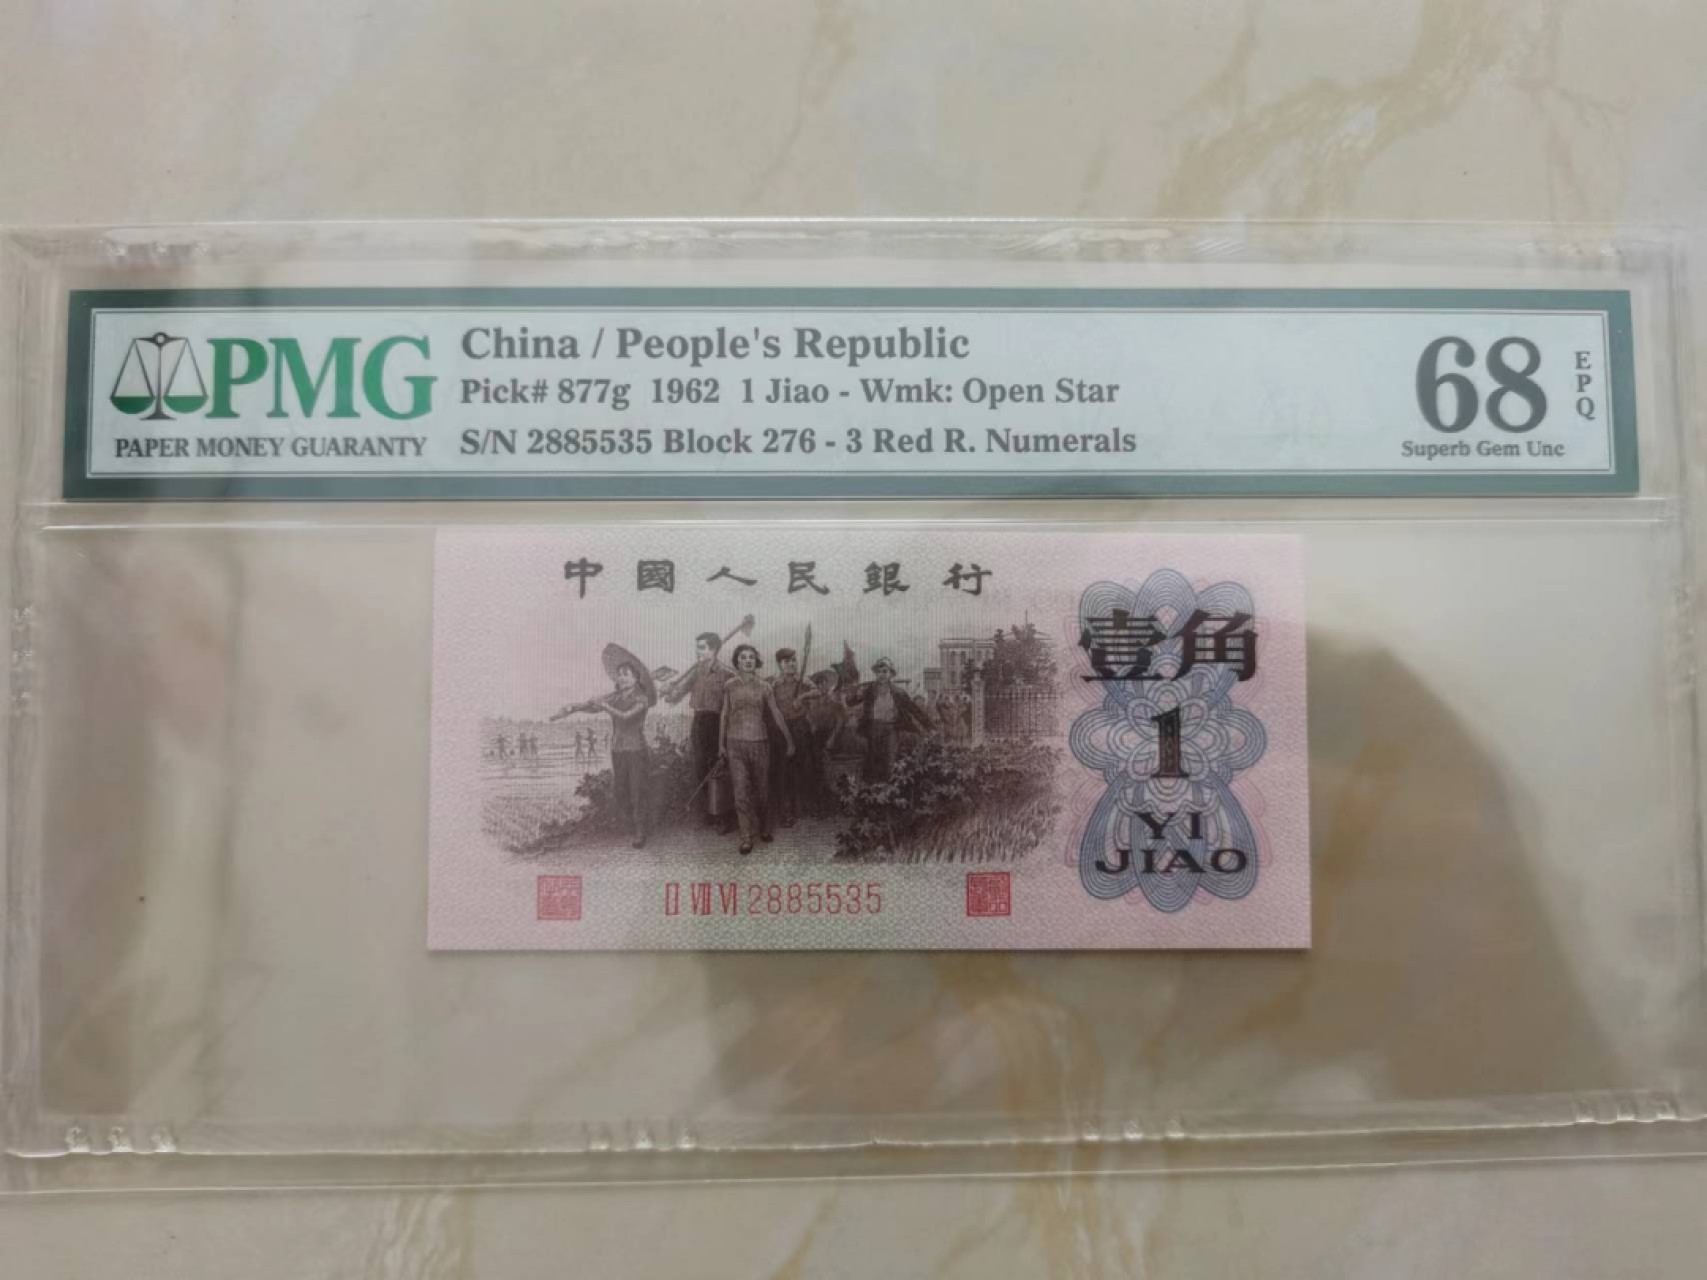 PMG
PAPER MONEY GUARANTY
China / People's Republic
Pick# 877g 1962 1 Jiao - Wmk: Open Star
S/N 2885535 Block 276 - 3 Red R. Numerals
68
EPQ
Superb Gem Unc
中國人民銀行
壹角
1
YI
JIAO
Ⅱ Ⅷ Ⅵ 2885535